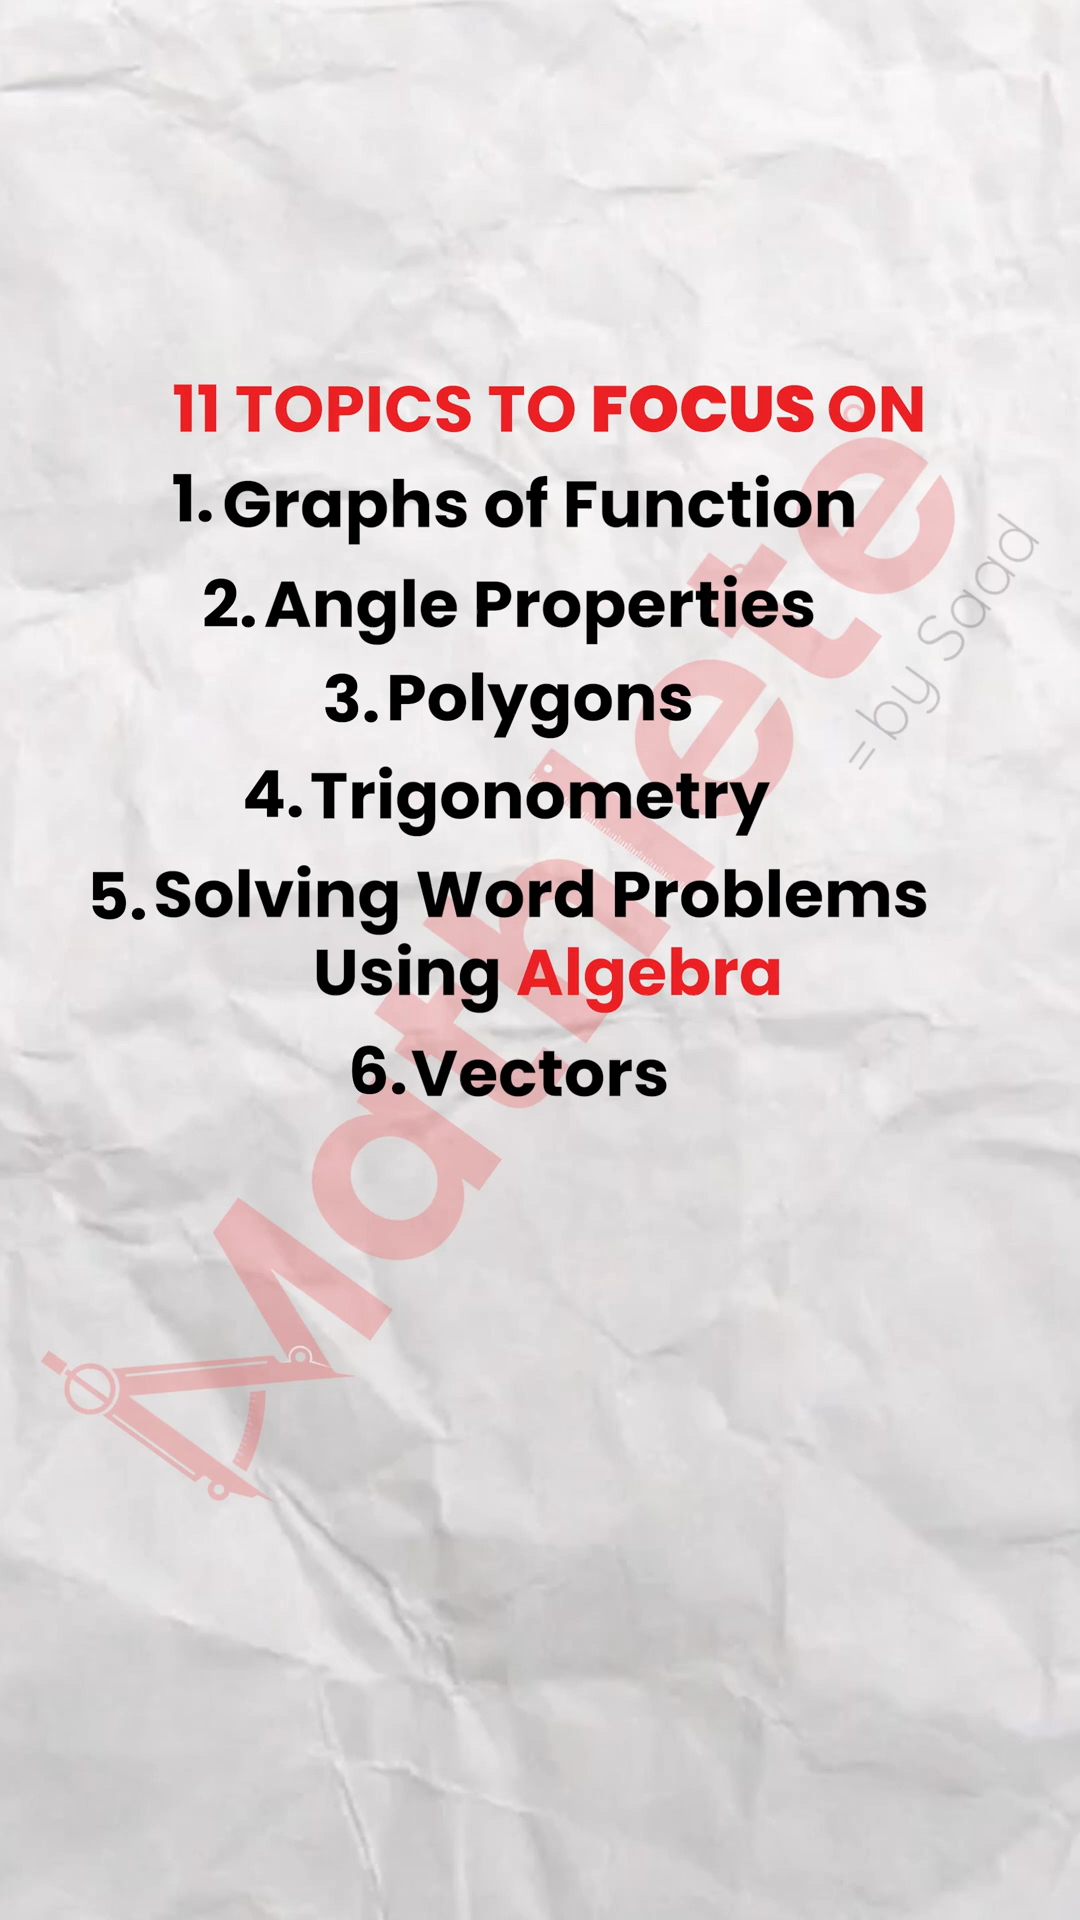 11 TOPICS TO FOCUS ON
1. Graphs of Function
2. Angle Properties
3. Polygons
4. Trigonometry
5. Solving Word Problems
Using Algebra
6. Vectors
Mathlete
=by Saad